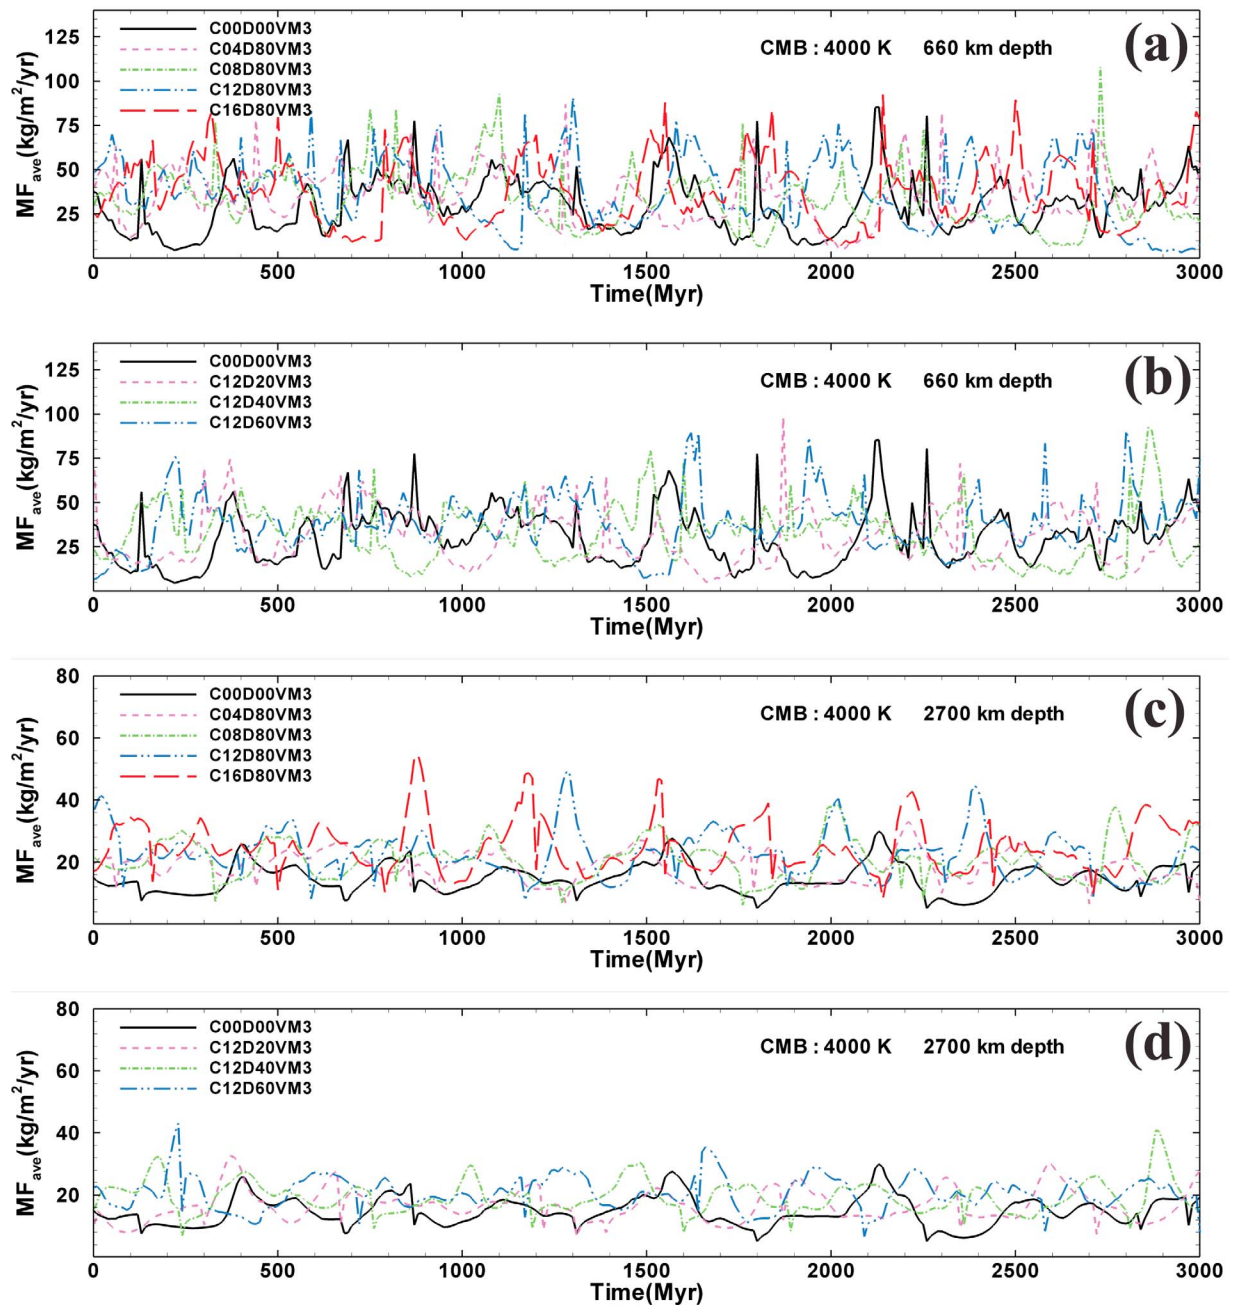 (a)
CMB : 4000 K 660 km depth
C00D00VM3
C04D80VM3
C08D80VM3
C12D80VM3
C16D80VM3
MFave(kg/m²/yr)
125
100
75
50
25
0 500 1000 1500 2000 2500 3000
Time(Myr)
(b)
CMB : 4000 K 660 km depth
C00D00VM3
C12D20VM3
C12D40VM3
C12D60VM3
MFave(kg/m²/yr)
125
100
75
50
25
0 500 1000 1500 2000 2500 3000
Time(Myr)
(c)
CMB : 4000 K 2700 km depth
C00D00VM3
C04D80VM3
C08D80VM3
C12D80VM3
C16D80VM3
MFave(kg/m²/yr)
80
60
40
20
0 500 1000 1500 2000 2500 3000
Time(Myr)
(d)
CMB : 4000 K 2700 km depth
C00D00VM3
C12D20VM3
C12D40VM3
C12D60VM3
MFave(kg/m²/yr)
80
60
40
20
0 500 1000 1500 2000 2500 3000
Time(Myr)